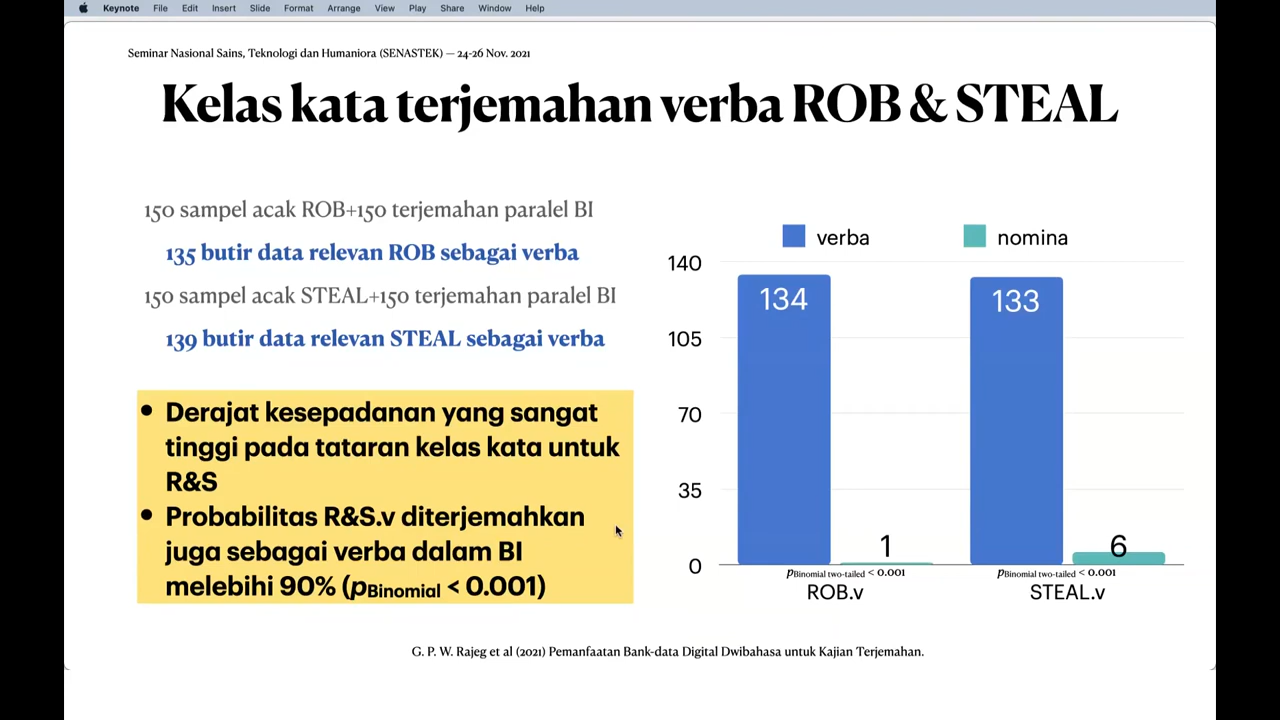 Keynote File Edit Insert Slide Format Arrange View Play Share Window Help
Seminar Nasional Sains, Teknologi dan Humaniora (SENASTEK) — 24-26 Nov. 2021
Kelas kata terjemahan verba ROB & STEAL
150 sampel acak ROB+150 terjemahan paralel BI
135 butir data relevan ROB sebagai verba
150 sampel acak STEAL+150 terjemahan paralel BI
139 butir data relevan STEAL sebagai verba
• Derajat kesepadanan yang sangat
tinggi pada tataran kelas kata untuk
R&S
• Probabilitas R&S.v diterjemahkan
juga sebagai verba dalam BI
melebihi 90% (pBinomial < 0.001)
verba nomina
140
105
70
35
0
134
1
133
6
pBinomial two-tailed < 0.001
pBinomial two-tailed < 0.001
ROB.v
STEAL.v
G. P. W. Rajeg et al (2021) Pemanfaatan Bank-data Digital Dwibahasa untuk Kajian Terjemahan.